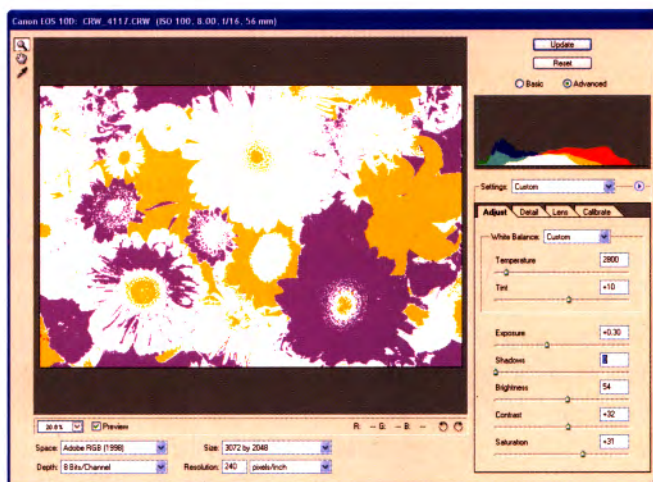 Canon EOS 10D: CRW_4117.CRW (ISO 100, 8.00, f/16, 56 mm)
Update
Reset
Basic Advanced
Settings: Custom
Adjust Detail Lens Calibrate
White Balance: Custom
Temperature 2800
Tint +10
Exposure +0.30
Shadows
Brightness 54
Contrast +32
Saturation +31
20.8% Preview R: -- G: -- B: --
Space: Adobe RGB (1998) Size: 3072 by 2048
Depth: 8 Bits/Channel Resolution: 240 pixels/inch